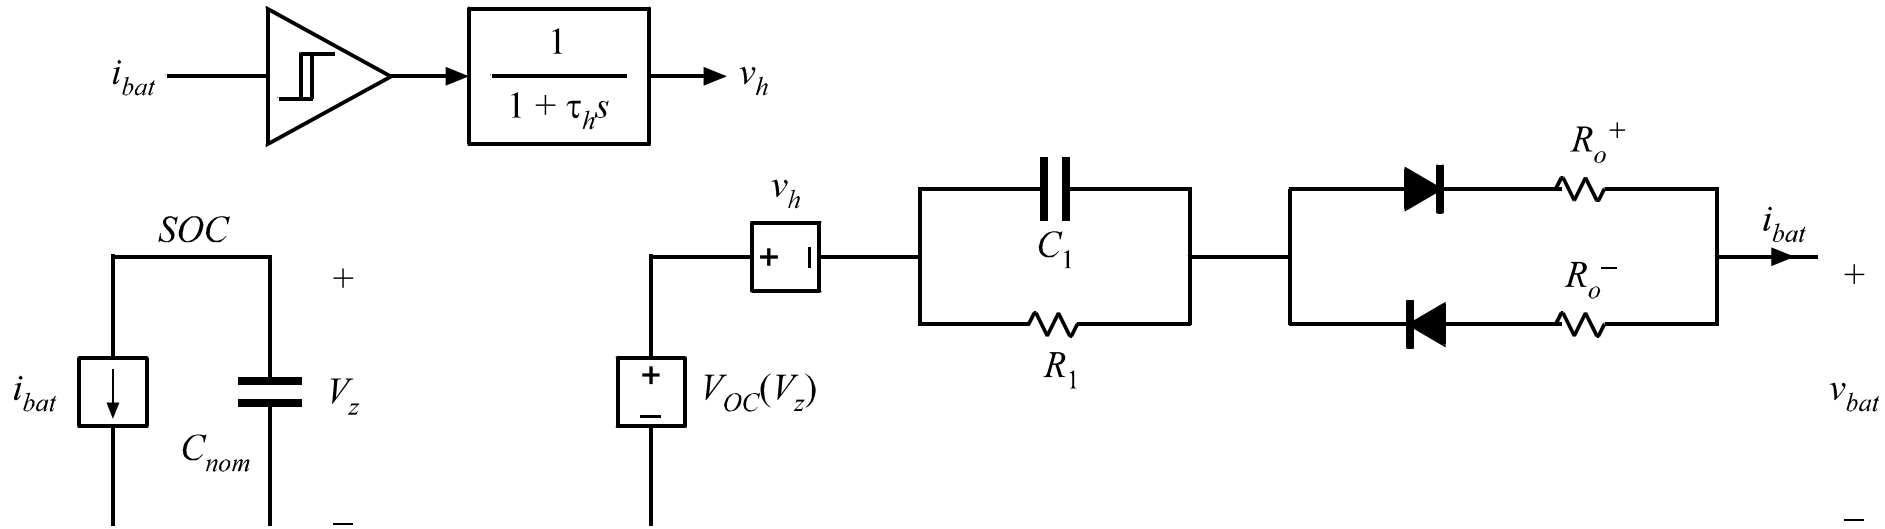 i_bat
1
1 + τ_h s
v_h
R_o^+
v_h
SOC
C_1
i_bat
+
R_o^−
+
+ −
i_bat
V_z
+
−
V_OC(V_z)
R_1
v_bat
C_nom
−
−